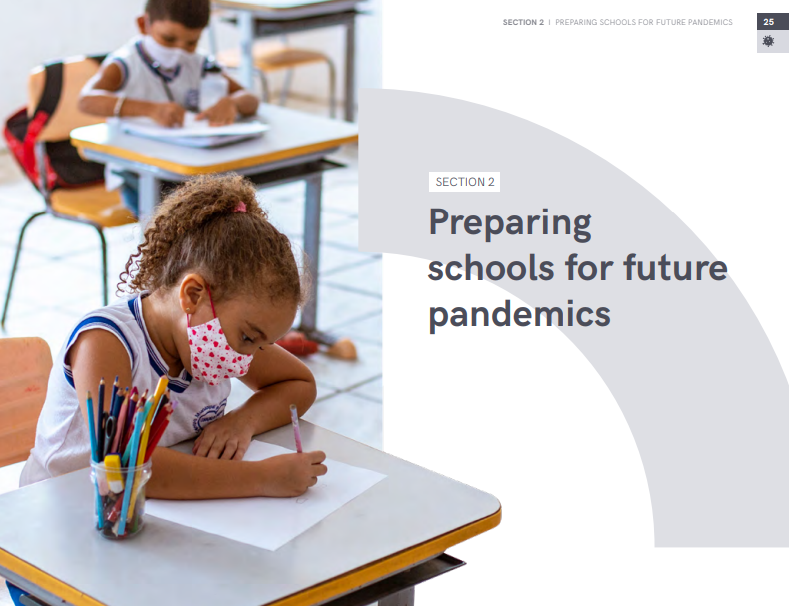 SECTION 2 | PREPARING SCHOOLS FOR FUTURE PANDEMICS
25
SECTION 2
Preparing
schools for future
pandemics